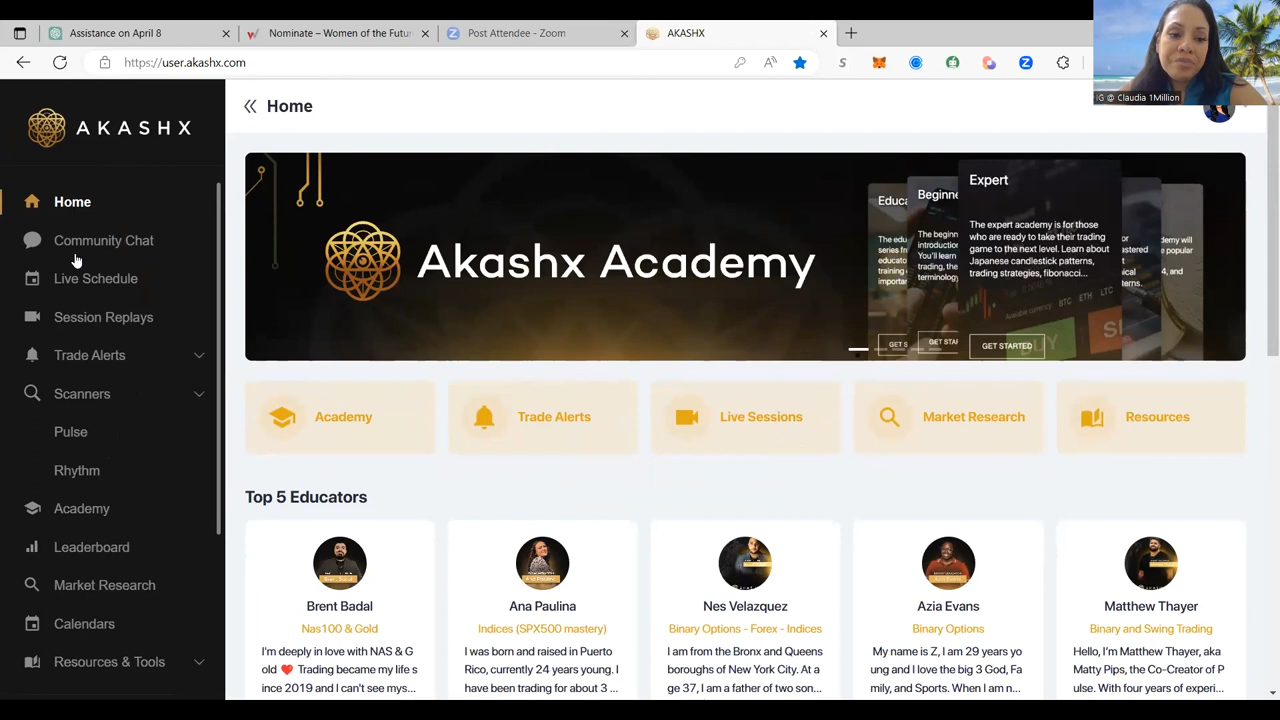 Assistance on April 8
Nominate – Women of the Futur
Post Attendee - Zoom
AKASHX
https://user.akashx.com
IG @ Claudia 1Million
AKASHX
Home
Home
Community Chat
Live Schedule
Session Replays
Trade Alerts
Scanners
Pulse
Rhythm
Academy
Leaderboard
Market Research
Calendars
Resources & Tools
Akashx Academy
Educa
Beginne
Expert
The expert academy is for those
who are ready to take their trading
game to the next level. Learn about
Japanese candlestick patterns,
trading strategies, fibonacci...
GET S
GET STA
GET STARTED
Academy
Trade Alerts
Live Sessions
Market Research
Resources
Top 5 Educators
Brent Badal
Nas100 & Gold
I'm deeply in love with NAS & G
old ❤️ Trading became my life s
ince 2019 and I can't see mys...
Ana Paulina
Indices (SPX500 mastery)
I was born and raised in Puerto
Rico, currently 24 years young. I
have been trading for about 3 ...
Nes Velazquez
Binary Options - Forex - Indices
I am from the Bronx and Queens
boroughs of New York City. At a
ge 37, I am a father of two son...
Azia Evans
Binary Options
My name is Z, I am 29 years yo
ung and I love the big 3 God, Fa
mily, and Sports. When I am n...
Matthew Thayer
Binary and Swing Trading
Hello, I'm Matthew Thayer, aka
Matty Pips, the Co-Creator of P
ulse. With four years of experi...